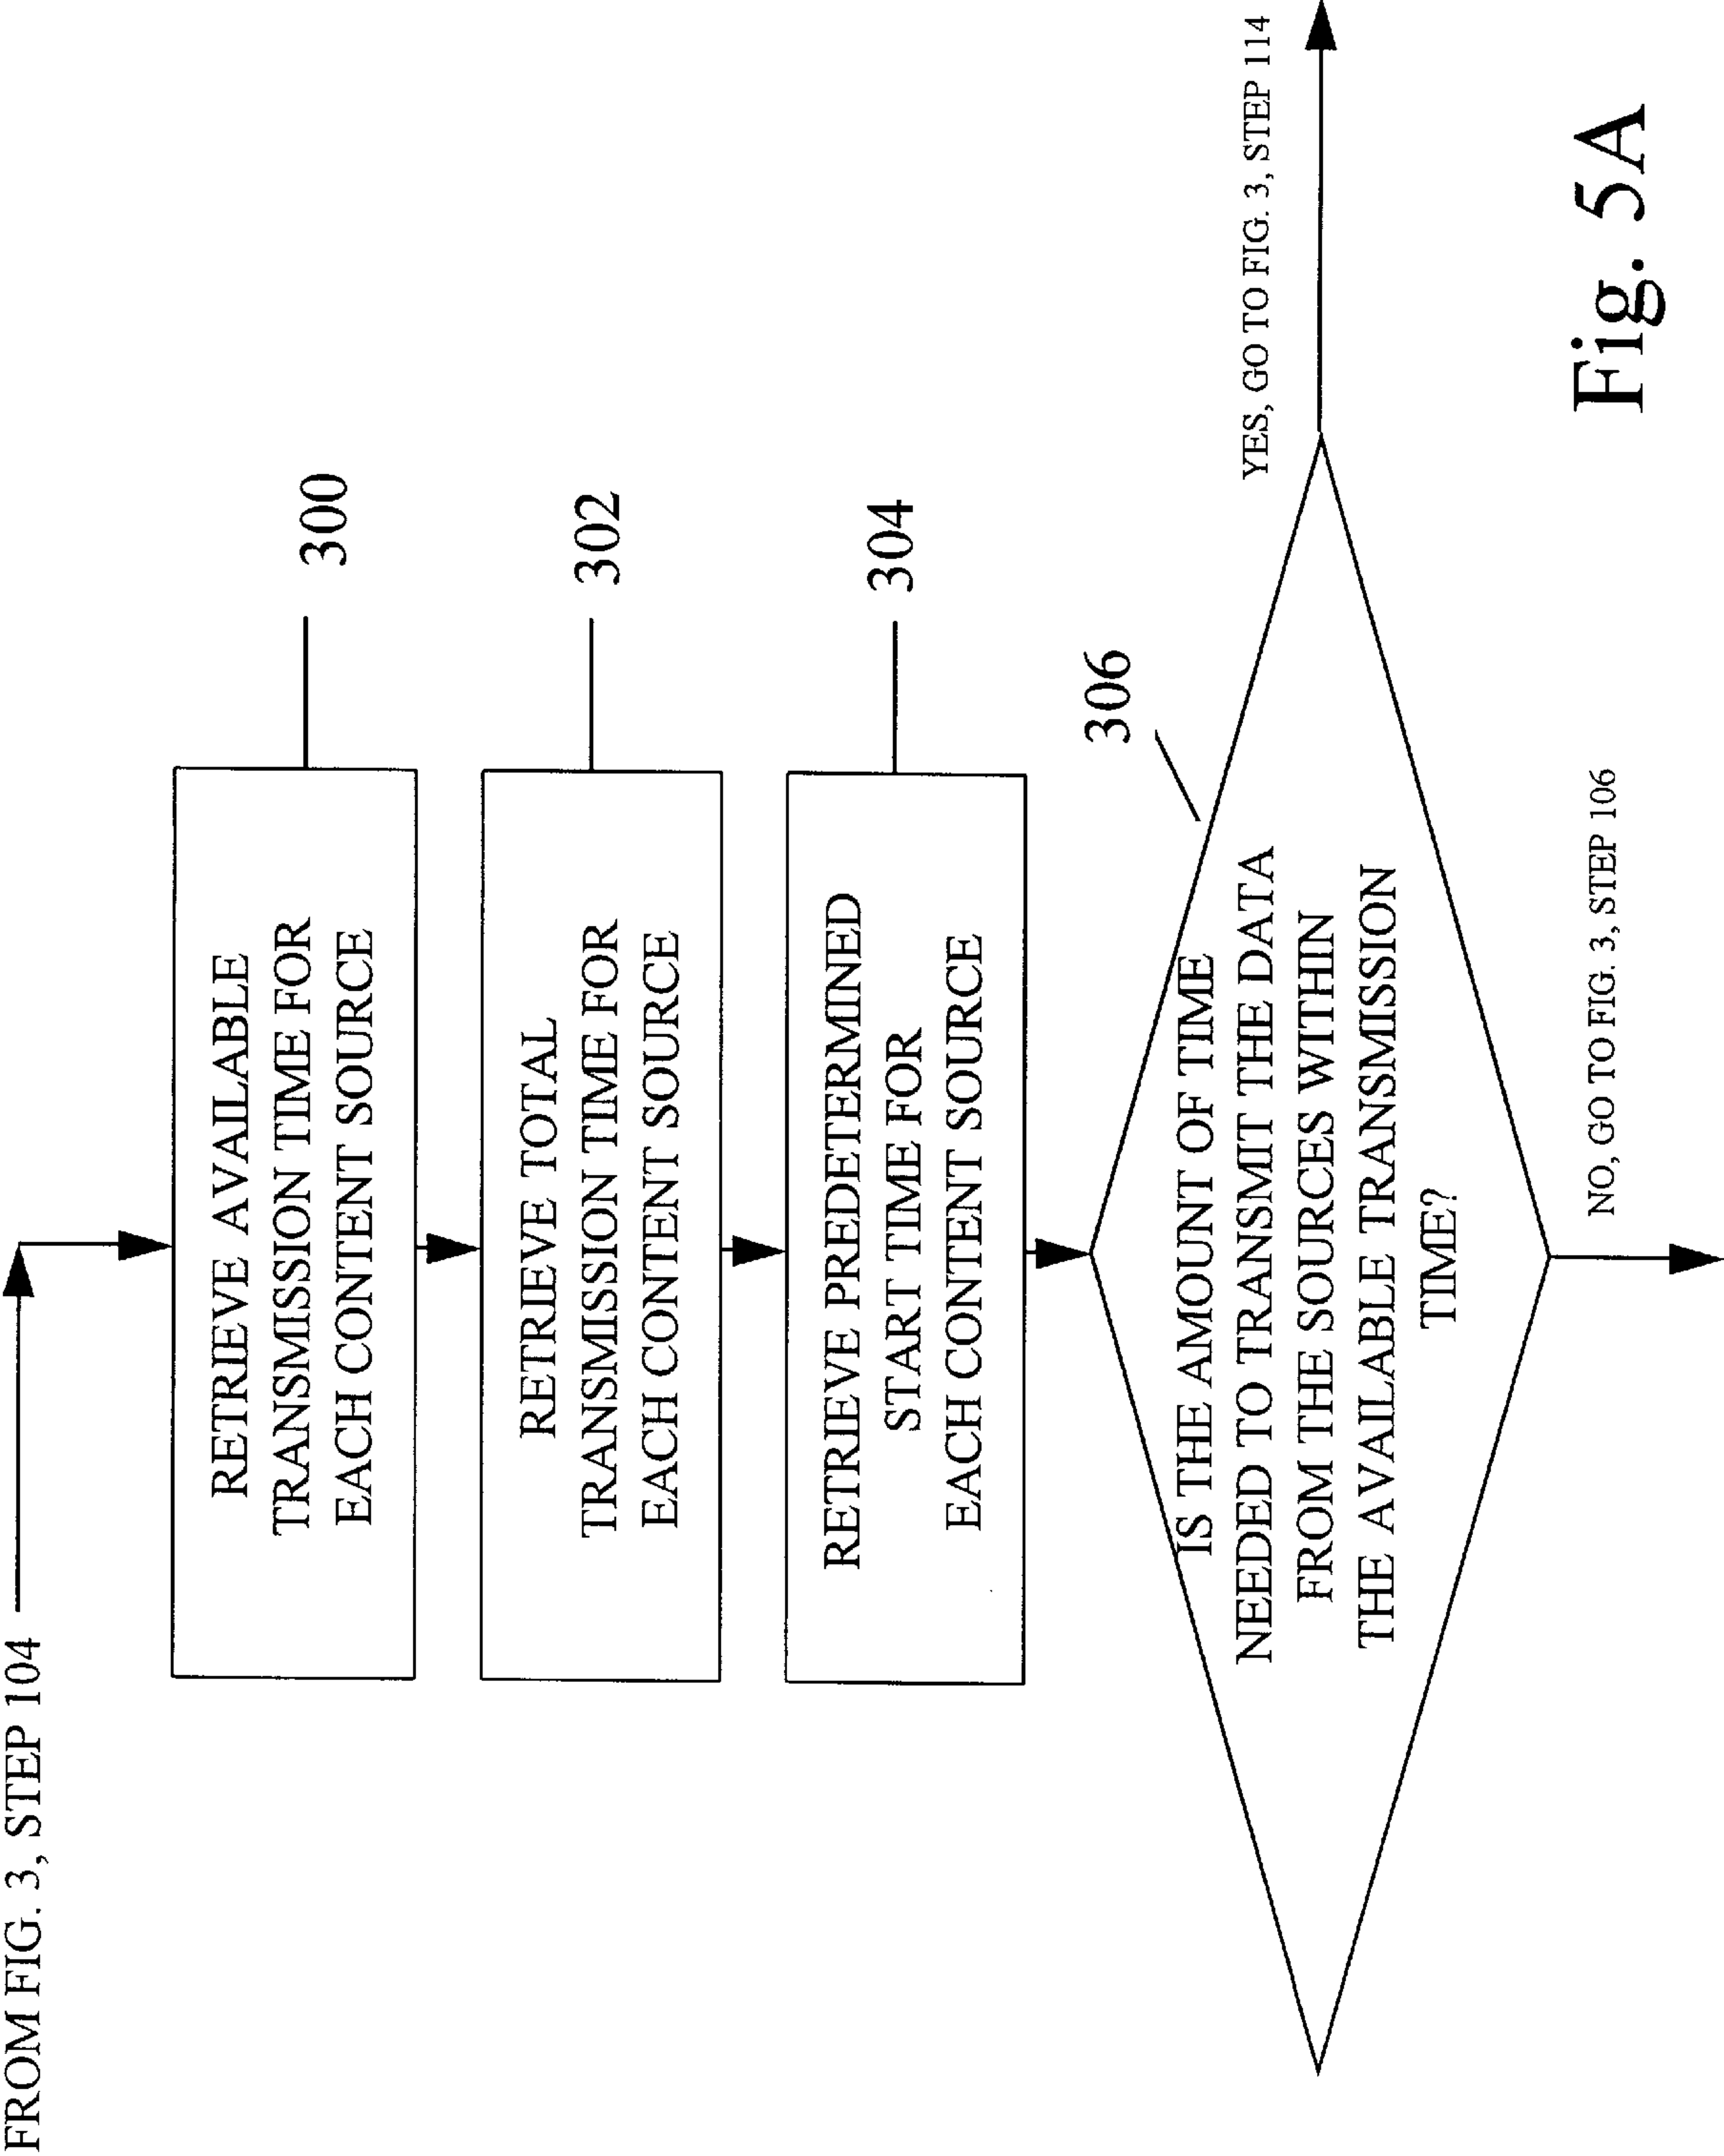 FROM FIG. 3, STEP 104
RETRIEVE AVAILABLE
TRANSMISSION TIME FOR
EACH CONTENT SOURCE
300
RETRIEVE TOTAL
TRANSMISSION TIME FOR
EACH CONTENT SOURCE
302
RETRIEVE PREDETERMINED
START TIME FOR
EACH CONTENT SOURCE
304
306
IS THE AMOUNT OF TIME
NEEDED TO TRANSMIT THE DATA
FROM THE SOURCES WITHIN
THE AVAILABLE TRANSMISSION
TIME?
YES, GO TO FIG. 3, STEP 114
NO, GO TO FIG. 3, STEP 106
Fig. 5A